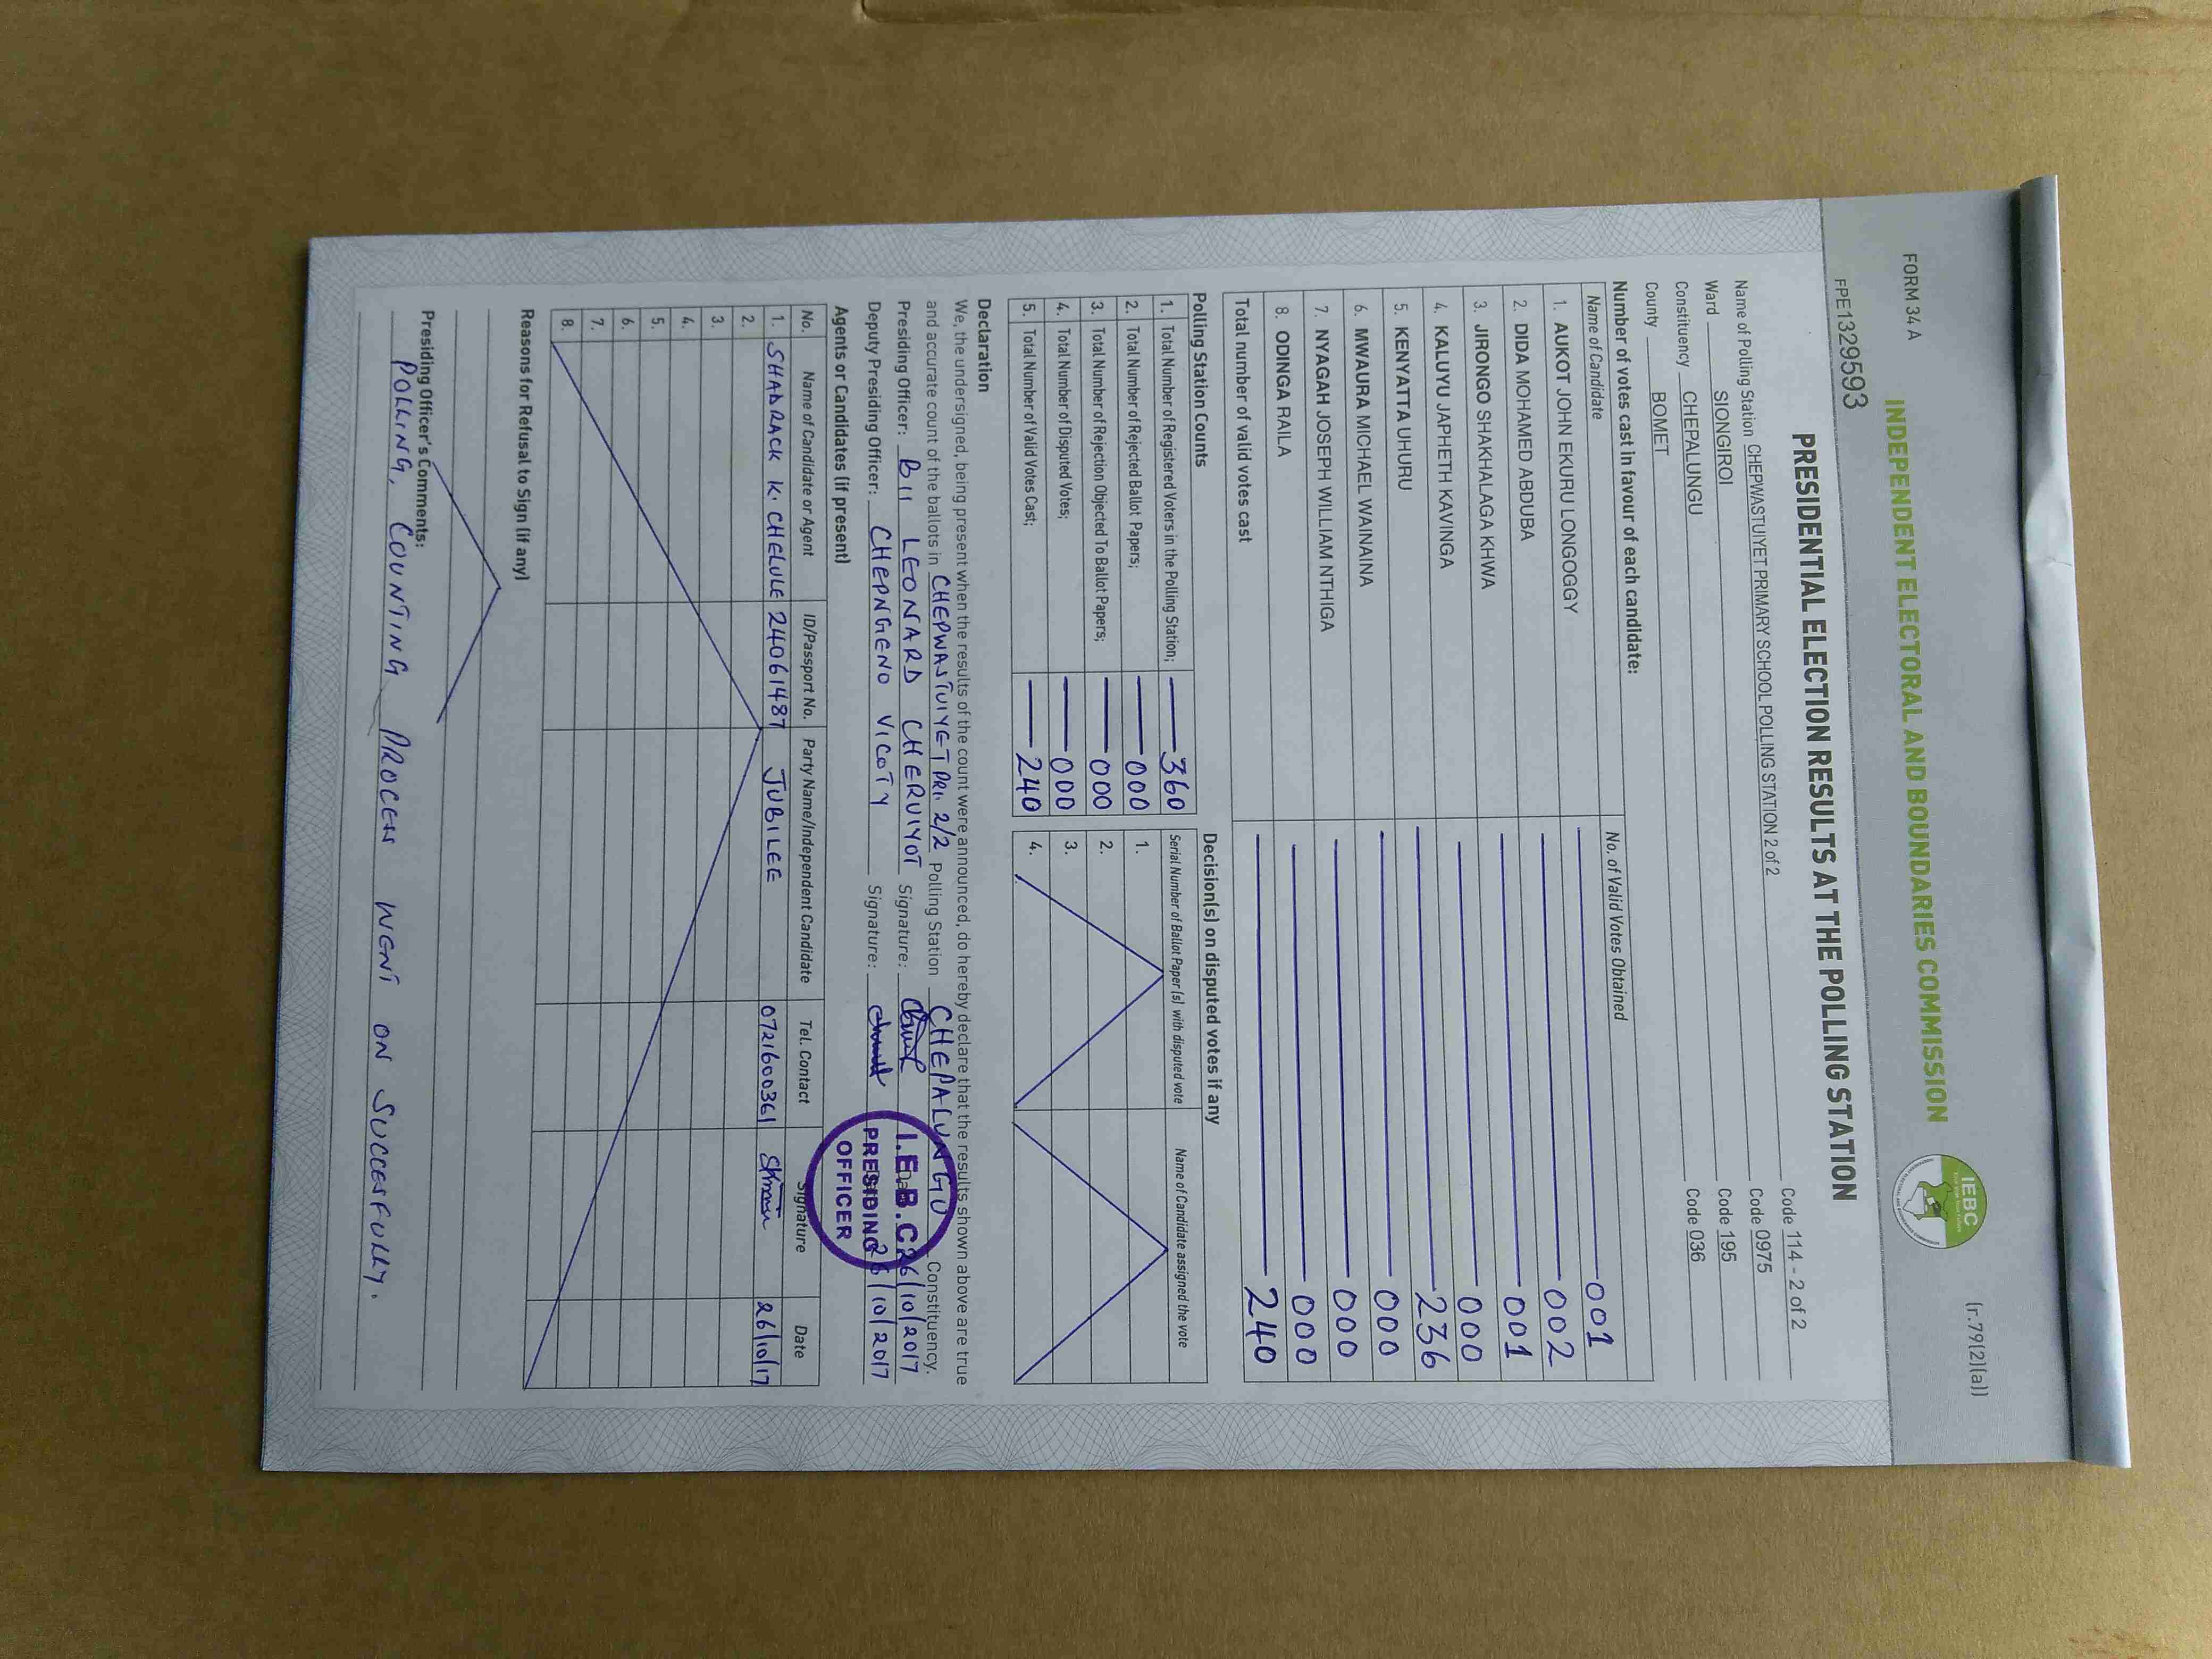 FORM 34 A
(r.79(2)(a))
INDEPENDENT ELECTORAL AND BOUNDARIES COMMISSION
IEBC
FPE1329593
PRESIDENTIAL ELECTION RESULTS AT THE POLLING STATION
Name of Polling Station CHEPWASTUIYET PRIMARY SCHOOL POLLING STATION 2 of 2 Code 114 - 2 of 2
Ward SIONGIROI Code 0975
Constituency CHEPALUNGU Code 195
County BOMET Code 036
Number of votes cast in favour of each candidate:
Name of Candidate No. of Valid Votes Obtained
1. AUKOT JOHN EKURU LONGOGGY 001
2. DIDA MOHAMED ABDUBA 002
3. JIRONGO SHAKHALAGA KHWA 001
4. KALUYU JAPHETH KAVINGA 000
5. KENYATTA UHURU 236
6. MWAURA MICHAEL WAINAINA 000
7. NYAGAH JOSEPH WILLIAM NTHIGA 000
8. ODINGA RAILA 000
Total number of valid votes cast 240
Polling Station Counts
1. Total Number of Registered Voters in the Polling Station; 360
2. Total Number of Rejected Ballot Papers; 000
3. Total Number of Rejection Objected To Ballot Papers; 000
4. Total Number of Disputed Votes; 000
5. Total Number of Valid Votes Cast; 240
Decision(s) on disputed votes if any
Serial Number of Ballot Paper(s) with disputed vote Name of Candidate assigned the vote
1.
2.
3.
4.
Declaration
We, the undersigned, being present when the results of the count were announced, do hereby declare that the results shown above are true
and accurate count of the ballots in CHEPWASTUIYET PRI. 2/2 Polling Station CHEPALUNGU Constituency.
Presiding Officer: BII LEONARD CHERUIYOT Signature: 26/10/2017
Deputy Presiding Officer: CHEPNGENO VICOTY Signature: 26/10/2017
I.E.B.C
PRESIDING
OFFICER
Agents or Candidates (if present)
No. Name of Candidate or Agent ID/Passport No. Party Name/Independent Candidate Tel. Contact Signature Date
1. SHADRACK K. CHELULE 24061487 JUBILEE 0721600361 26/10/17
2.
3.
4.
5.
6.
7.
8.
Reasons for Refusal to Sign (if any)
Presiding Officer's Comments:
POLLING, COUNTING PROCESS WENT ON SUCCESSFULLY.